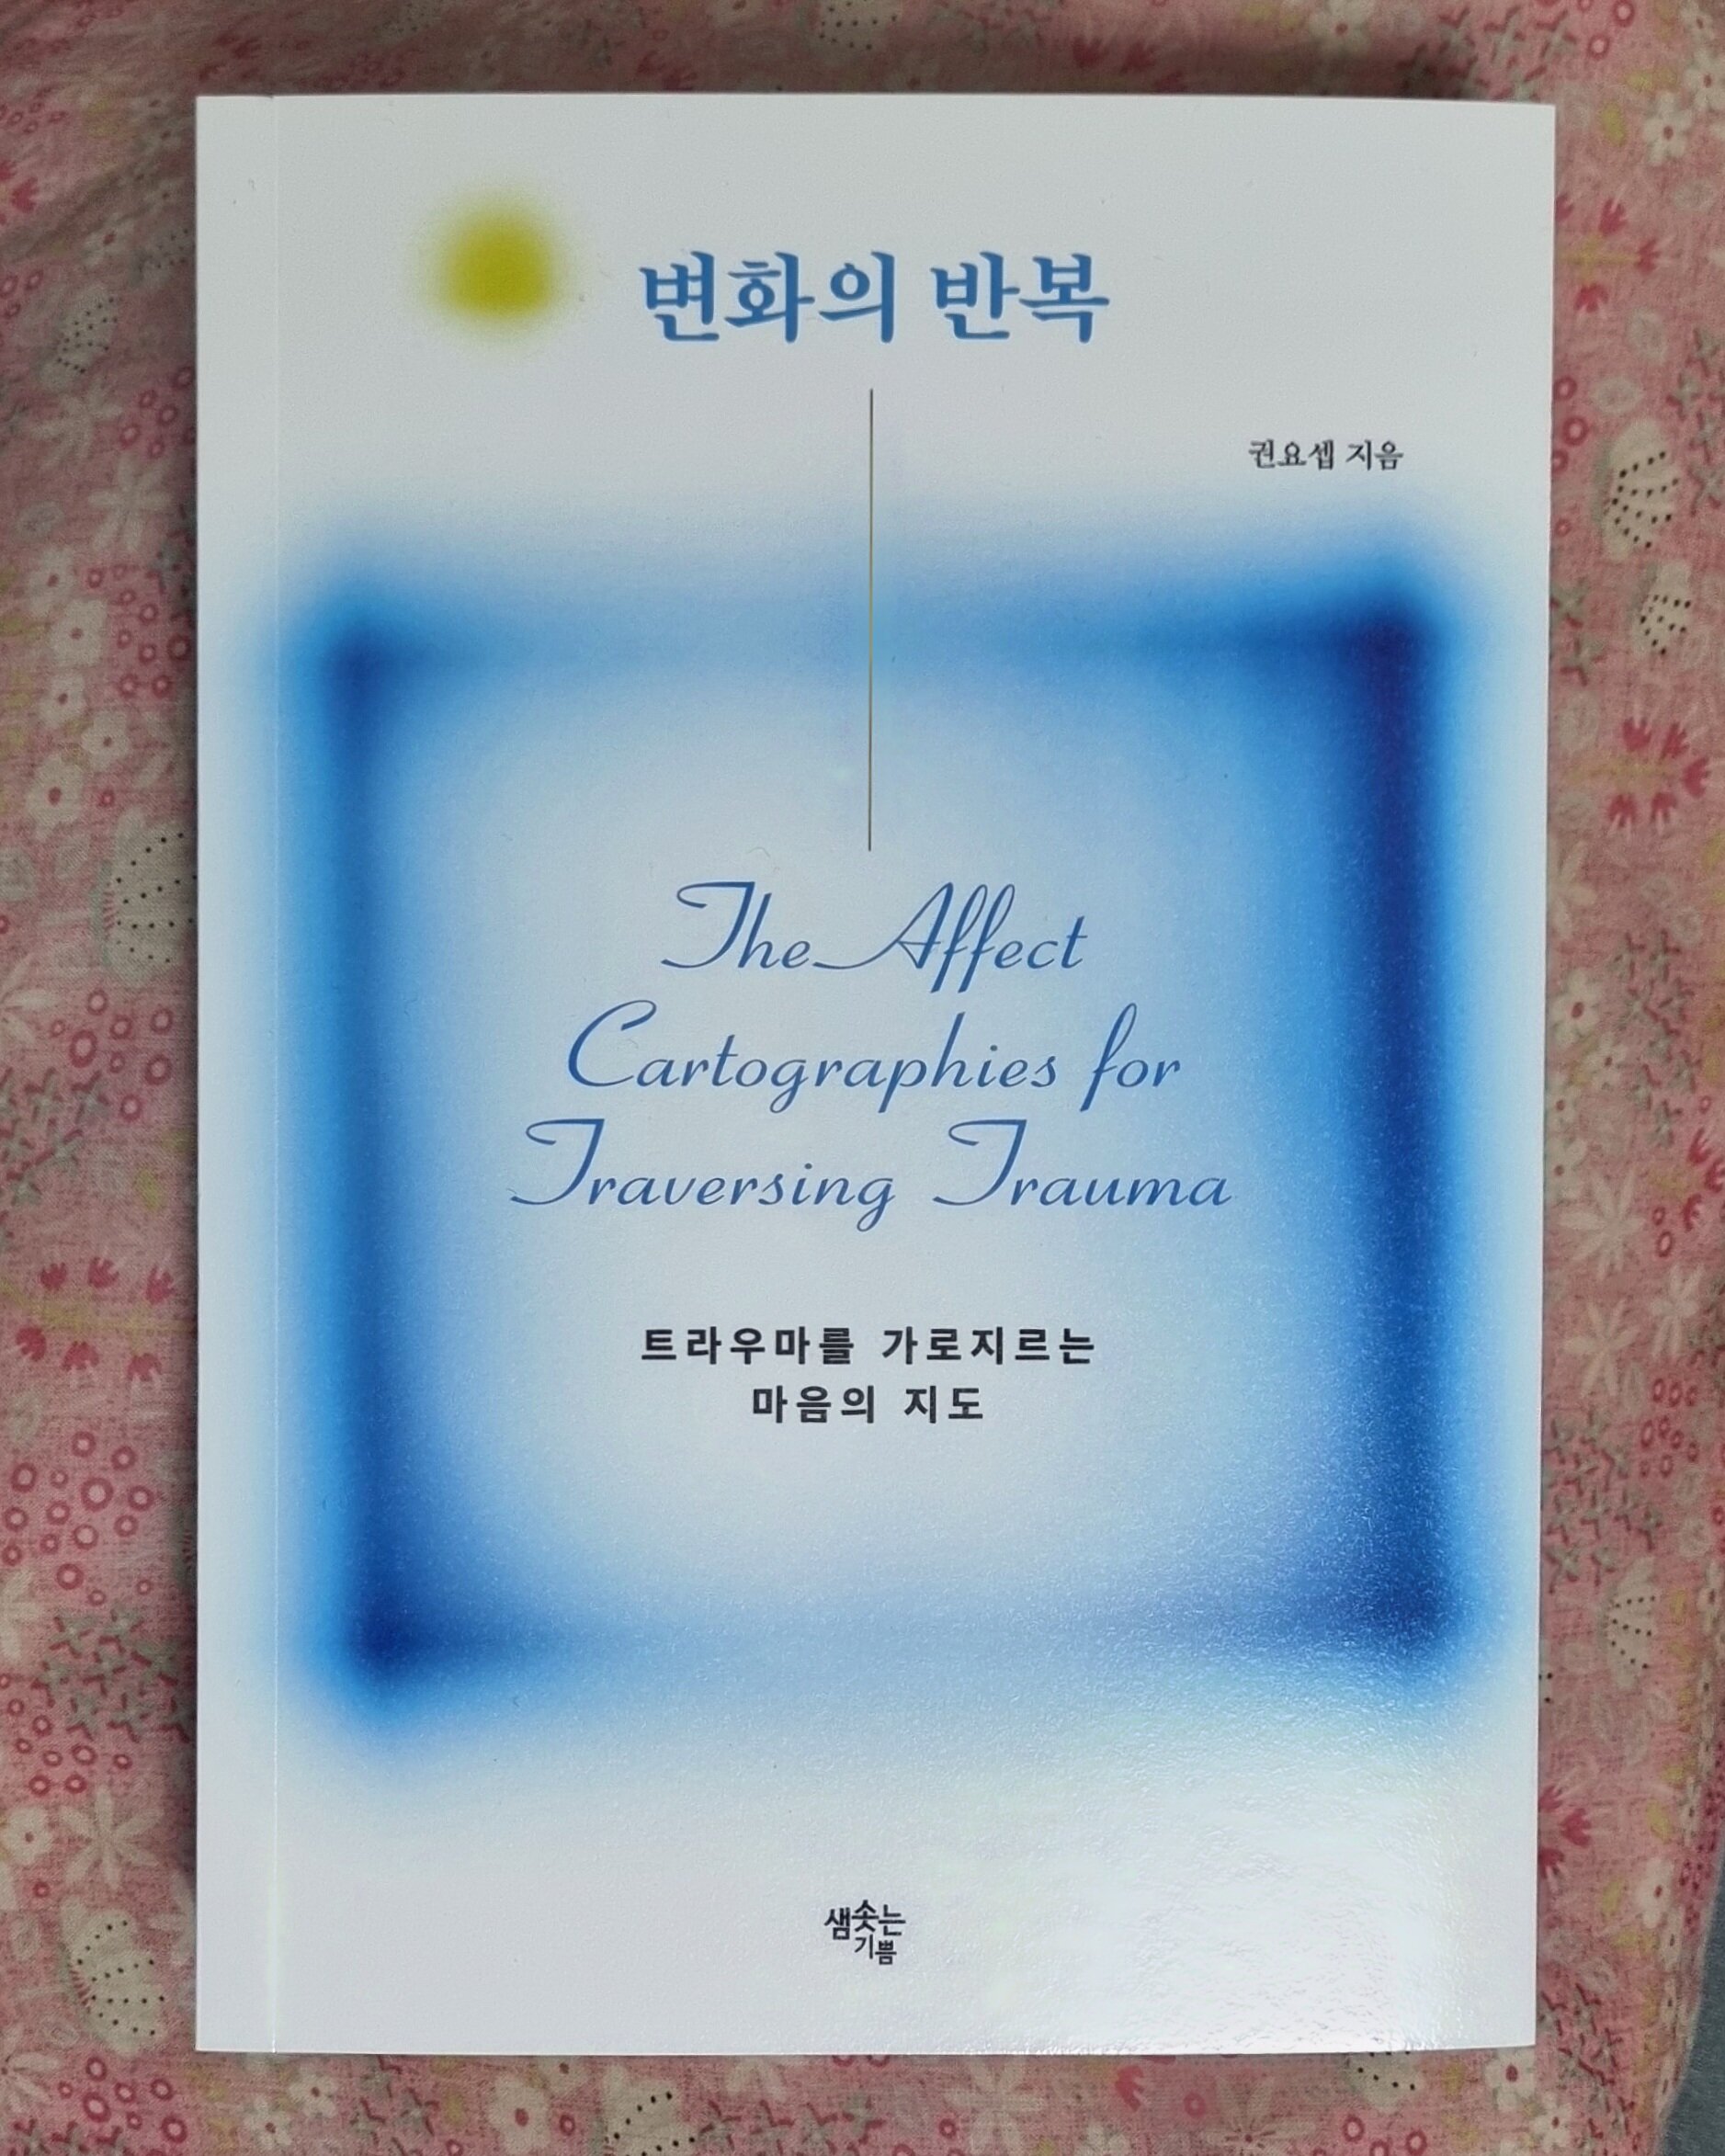 변화의 반복
권요셉 지음
The Affect
Cartographies for
Traversing Trauma
트라우마를 가로지르는
마음의 지도
샘솟는
기쁨